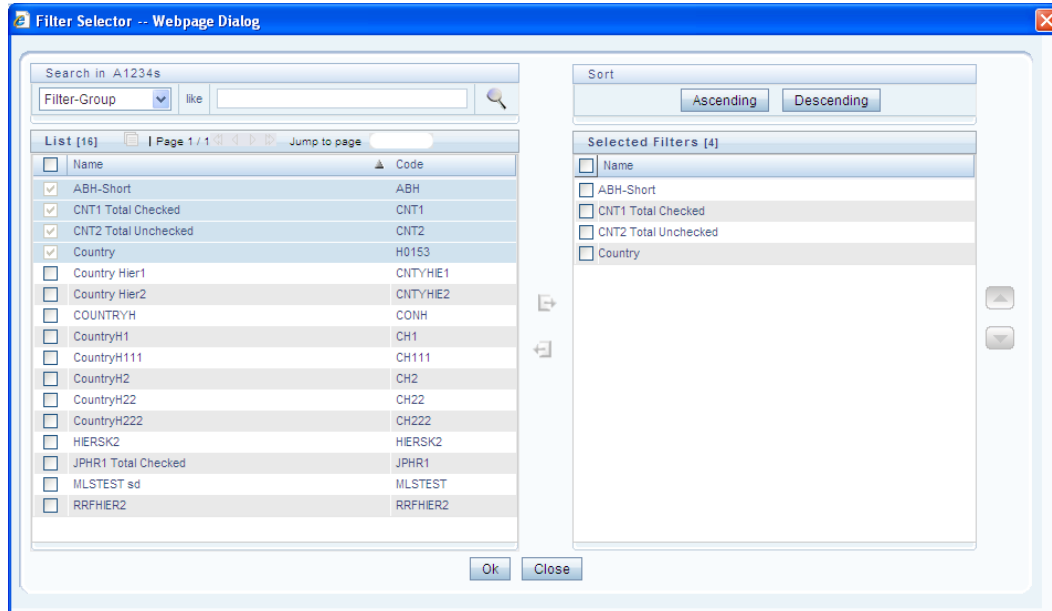 Filter Selector -- Webpage Dialog
Search in A1234s
Filter-Group like
List [16] | Page 1 / 1 Jump to page
Name Code
ABH-Short ABH
CNT1 Total Checked CNT1
CNT2 Total Unchecked CNT2
Country H0153
Country Hier1 CNTYHIE1
Country Hier2 CNTYHIE2
COUNTRYH CONH
CountryH1 CH1
CountryH111 CH111
CountryH2 CH2
CountryH22 CH22
CountryH222 CH222
HIERSK2 HIERSK2
JPHR1 Total Checked JPHR1
MLSTEST sd MLSTEST
RRFHIER2 RRFHIER2
Sort
Ascending Descending
Selected Filters [4]
Name
ABH-Short
CNT1 Total Checked
CNT2 Total Unchecked
Country
Ok Close